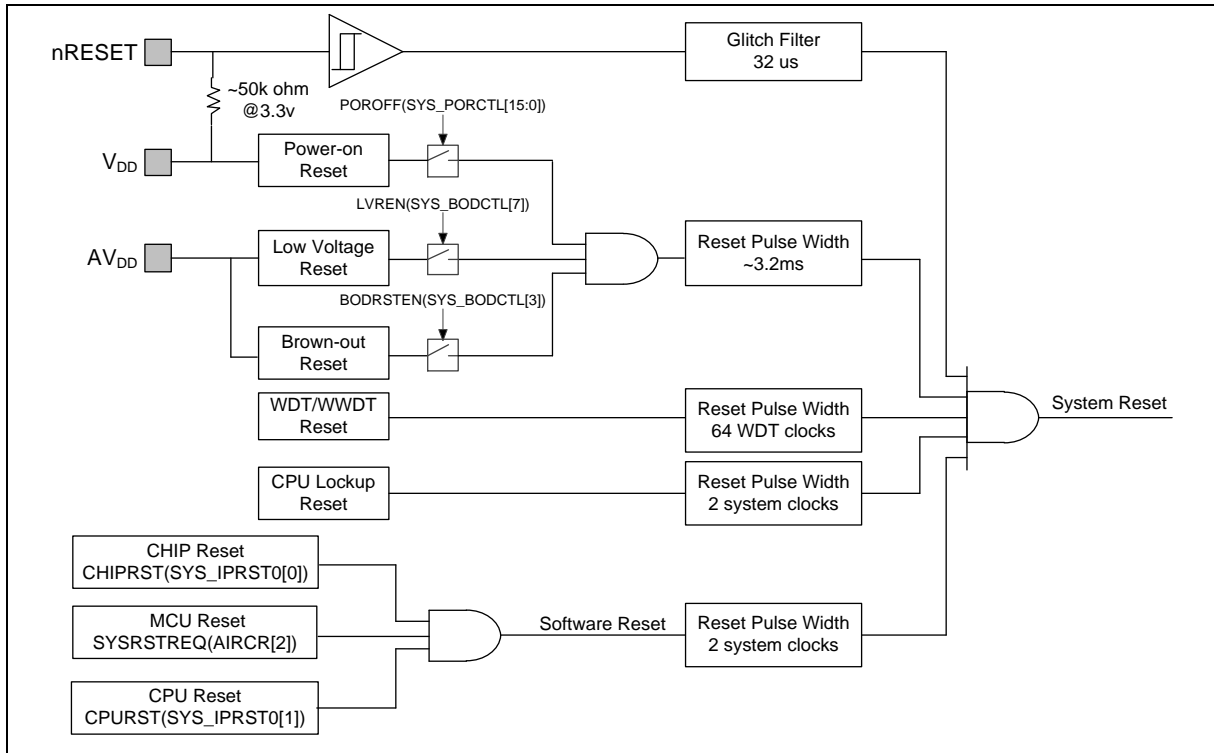 nRESET
Glitch Filter
32 us
~50k ohm
@3.3v
POROFF(SYS_PORCTL[15:0])
VDD
Power-on
Reset
LVREN(SYS_BODCTL[7])
AVDD
Low Voltage
Reset
Reset Pulse Width
~3.2ms
BODRSTEN(SYS_BODCTL[3])
Brown-out
Reset
WDT/WWDT
Reset
Reset Pulse Width
64 WDT clocks
System Reset
CPU Lockup
Reset
Reset Pulse Width
2 system clocks
CHIP Reset
CHIPRST(SYS_IPRST0[0])
MCU Reset
SYSRSTREQ(AIRCR[2])
Software Reset
Reset Pulse Width
2 system clocks
CPU Reset
CPURST(SYS_IPRST0[1])